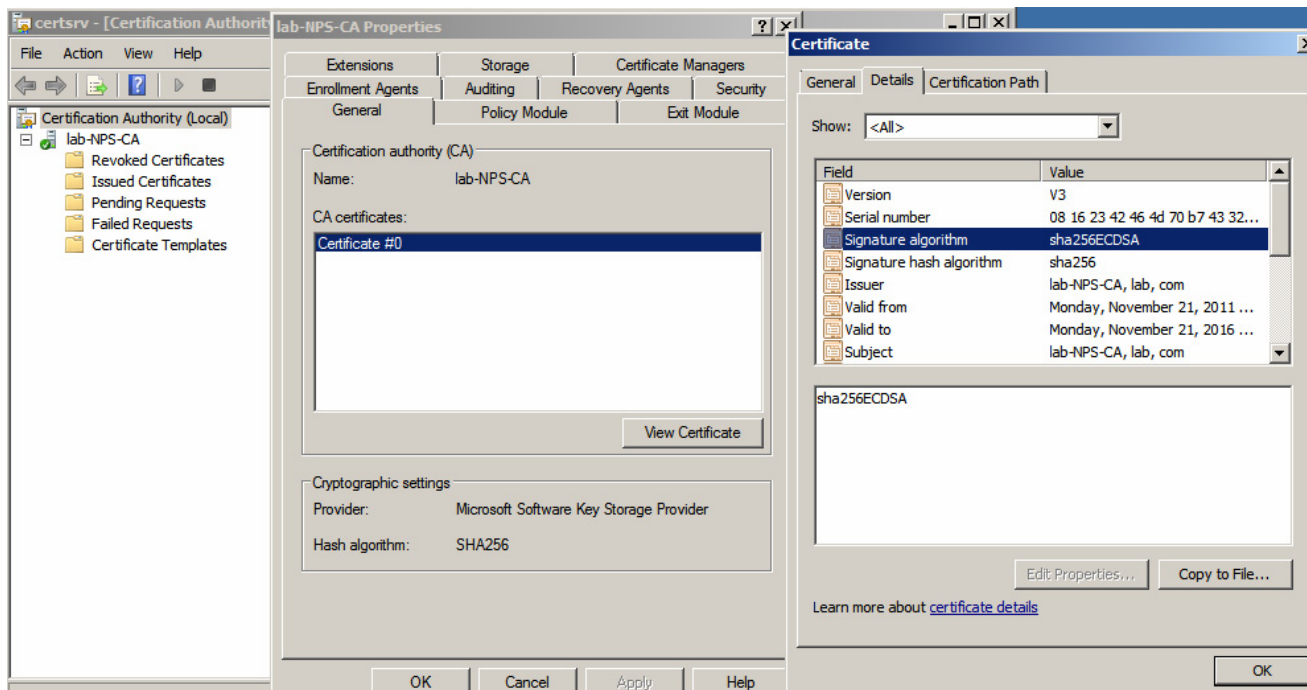 certsrv - [Certification Authority
File Action View Help
Certification Authority (Local)
lab-NPS-CA
Revoked Certificates
Issued Certificates
Pending Requests
Failed Requests
Certificate Templates
lab-NPS-CA Properties
Extensions Storage Certificate Managers
Enrollment Agents Auditing Recovery Agents Security
General Policy Module Exit Module
Certification authority (CA)
Name: lab-NPS-CA
CA certificates:
Certificate #0
View Certificate
Cryptographic settings
Provider: Microsoft Software Key Storage Provider
Hash algorithm: SHA256
OK Cancel Apply Help
Certificate
General Details Certification Path
Show: <All>
Field Value
Version V3
Serial number 08 16 23 42 46 4d 70 b7 43 32...
Signature algorithm sha256ECDSA
Signature hash algorithm sha256
Issuer lab-NPS-CA, lab, com
Valid from Monday, November 21, 2011 ...
Valid to Monday, November 21, 2016 ...
Subject lab-NPS-CA, lab, com
sha256ECDSA
Edit Properties... Copy to File...
Learn more about certificate details
OK